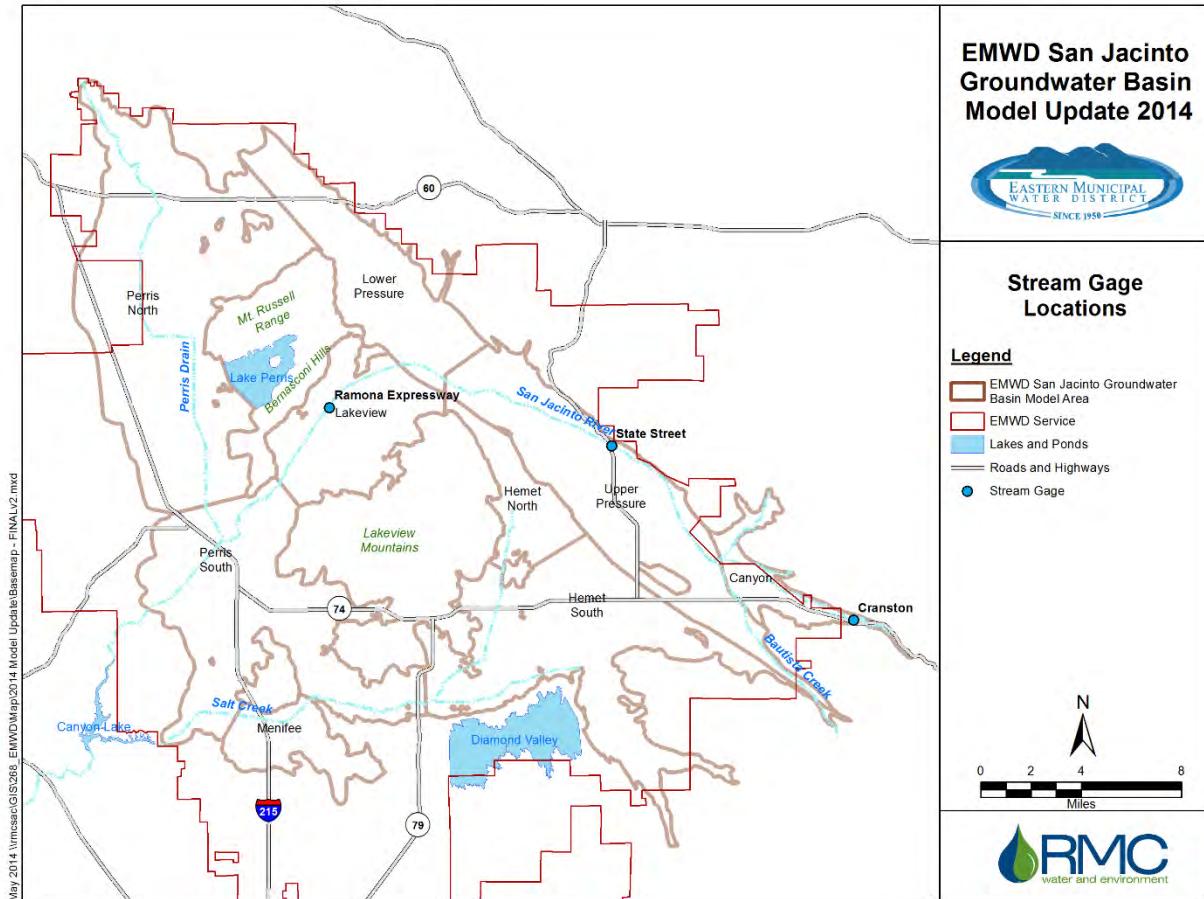 EMWD San Jacinto
Groundwater Basin
Model Update 2014
EASTERN MUNICIPAL
WATER DISTRICT
SINCE 1950
Stream Gage
Locations
Legend
EMWD San Jacinto Groundwater
Basin Model Area
EMWD Service
Lakes and Ponds
Roads and Highways
Stream Gage
N
0 2 4 8
Miles
RMC
water and environment
60
Lower
Pressure
Perris
North
Mt. Russell
Range
Lake Perris
Bernasconi Hills
Perris Drain
Ramona Expressway
Lakeview
San Jacinto River
State Street
Hemet
North
Upper
Pressure
Lakeview
Mountains
Perris
South
Canyon
74
Hemet
South
Cranston
Bautista Creek
Salt Creek
Canyon Lake
Menifee
Diamond Valley
215
79
May 2014 \\rmcsac\GIS\268_EMWD\Map\2014 Model Update\Basemap - FINALv2.mxd